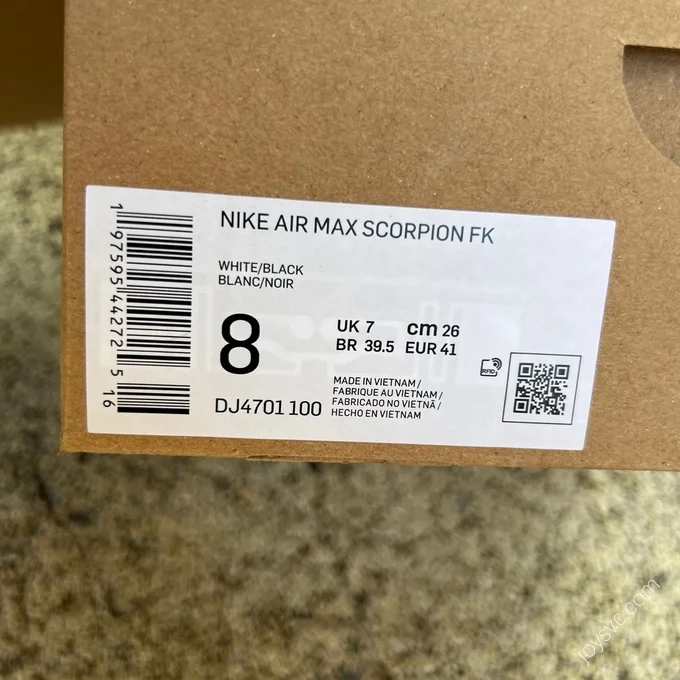 NIKE AIR MAX SCORPION FK
WHITE/BLACK
BLANC/NOIR
8
UK 7 cm 26
BR 39.5 EUR 41
DJ4701 100
MADE IN VIETNAM /
FABRIQUE AU VIETNAM /
FABRICADO NO VIETNÃ /
HECHO EN VIETNAM
RFID
1 97595 44272 5 16
joysvc.com